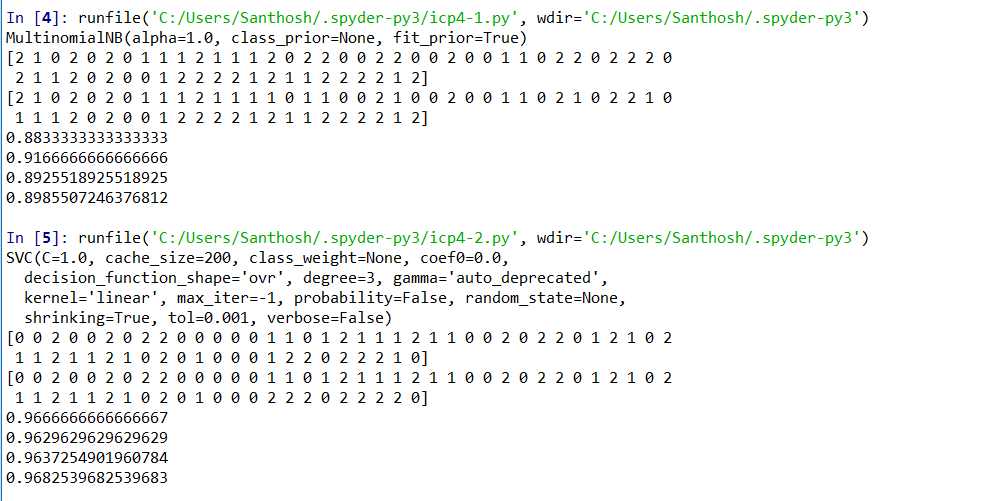 In [4]: runfile('C:/Users/Santhosh/.spyder-py3/icp4-1.py', wdir='C:/Users/Santhosh/.spyder-py3')
MultinomialNB(alpha=1.0, class_prior=None, fit_prior=True)
[2 1 0 2 0 2 0 1 1 1 2 1 1 1 2 0 2 2 0 0 2 2 0 0 2 0 0 1 1 0 2 2 0 2 2 2 0
2 1 1 2 0 2 0 0 1 2 2 2 2 1 2 1 1 2 2 2 2 1 2]
[2 1 0 2 0 2 0 1 1 1 2 1 1 1 1 0 1 1 0 0 2 1 0 0 2 0 0 1 1 0 2 1 0 2 2 1 0
1 1 1 2 0 2 0 0 1 2 2 2 2 1 2 1 1 2 2 2 2 1 2]
0.8833333333333333
0.9166666666666666
0.8925518925518925
0.8985507246376812
In [5]: runfile('C:/Users/Santhosh/.spyder-py3/icp4-2.py', wdir='C:/Users/Santhosh/.spyder-py3')
SVC(C=1.0, cache_size=200, class_weight=None, coef0=0.0,
decision_function_shape='ovr', degree=3, gamma='auto_deprecated',
kernel='linear', max_iter=-1, probability=False, random_state=None,
shrinking=True, tol=0.001, verbose=False)
[0 0 2 0 0 2 0 2 2 0 0 0 0 0 1 1 0 1 2 1 1 1 2 1 1 0 0 2 0 2 2 0 1 2 1 0 2
1 1 2 1 1 2 1 0 2 0 1 0 0 0 1 2 2 0 2 2 2 1 0]
[0 0 2 0 0 2 0 2 2 0 0 0 0 0 1 1 0 1 2 1 1 1 2 1 1 0 0 2 0 2 2 0 1 2 1 0 2
1 1 2 1 1 2 1 0 2 0 1 0 0 0 2 2 2 0 2 2 2 2 0]
0.9666666666666667
0.9629629629629629
0.9637254901960784
0.9682539682539683